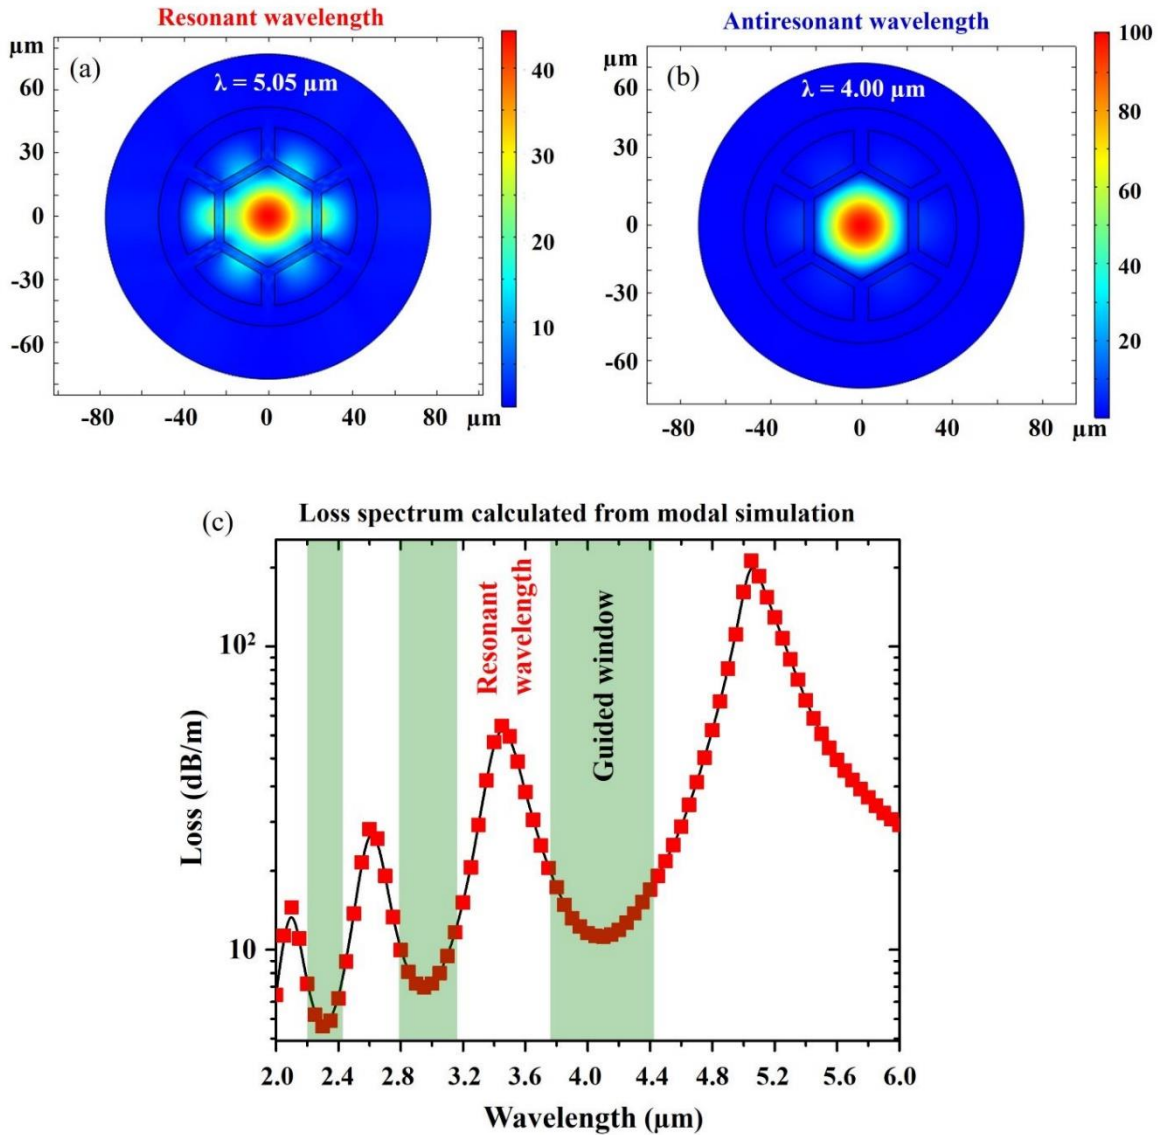 Resonant wavelength
Antiresonant wavelength
µm
(a)
λ = 5.05 µm
60
30
0
-30
-60
-80
-40
0
40
80
µm
40
30
20
10
µm
(b)
λ = 4.00 µm
60
30
0
-30
-60
-80
-40
0
40
80
µm
100
80
60
40
20
(c)
Loss spectrum calculated from modal simulation
Resonant
wavelength
Guided window
Loss (dB/m)
10²
10
2.0
2.4
2.8
3.2
3.6
4.0
4.4
4.8
5.2
5.6
6.0
Wavelength (µm)